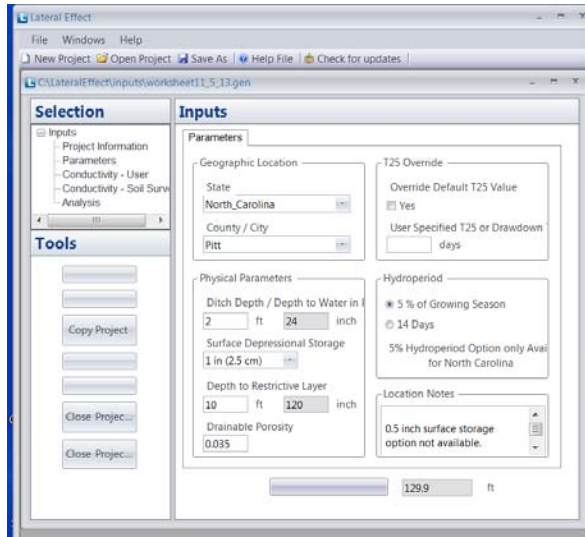 Lateral Effect
File Windows Help
New Project Open Project Save As Help File Check for updates
C:\LateralEffect\inputs\worksheet11_5_13.gen
Selection
Inputs
Project Information
Parameters
Conductivity - User
Conductivity - Soil Surv
Analysis
Tools
Copy Project
Close Projec...
Close Projec...
Inputs
Parameters
Geographic Location
State
North_Carolina
County / City
Pitt
Physical Parameters
Ditch Depth / Depth to Water in
2 ft 24 inch
Surface Depressional Storage
1 in (2.5 cm)
Depth to Restrictive Layer
10 ft 120 inch
Drainable Porosity
0.035
T25 Override
Override Default T25 Value
Yes
User Specified T25 or Drawdown
days
Hydroperiod
5 % of Growing Season
14 Days
5% Hydroperiod Option only Avai
for North Carolina
Location Notes
0.5 inch surface storage
option not available.
129.9 ft